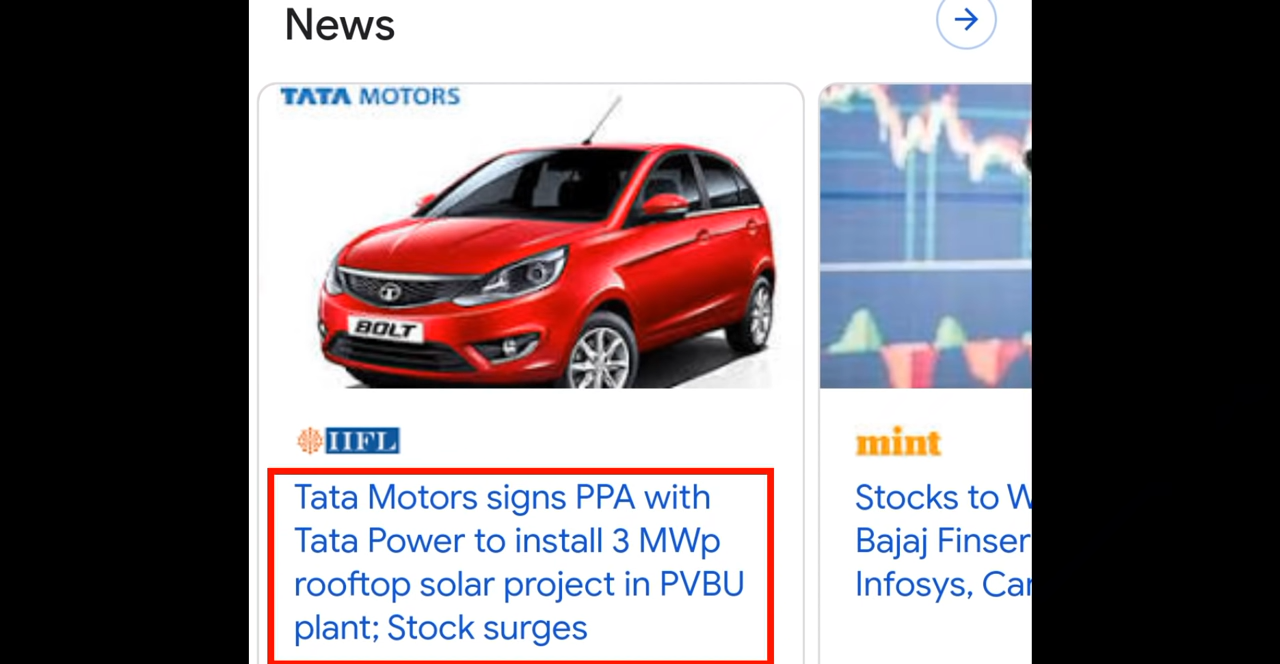 News
TATA MOTORS
BOLT
IIFL
Tata Motors signs PPA with
Tata Power to install 3 MWp
rooftop solar project in PVBU
plant; Stock surges
mint
Stocks to W
Bajaj Finser
Infosys, Car